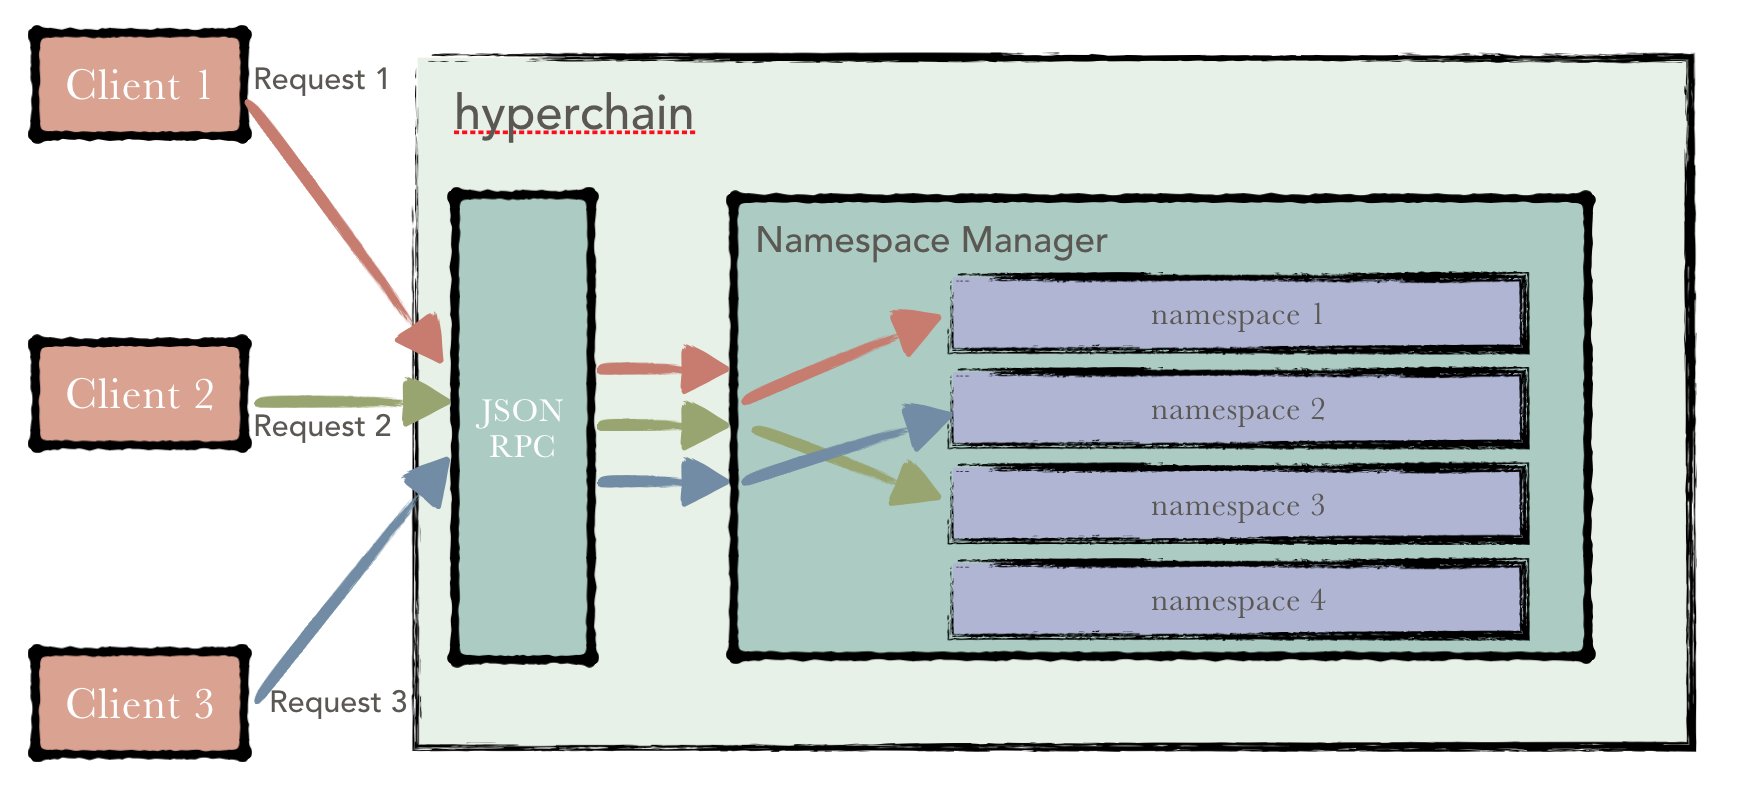 Client 1
Request 1
hyperchain
Namespace Manager
namespace 1
Client 2
Request 2
JSON
RPC
namespace 2
namespace 3
namespace 4
Client 3
Request 3